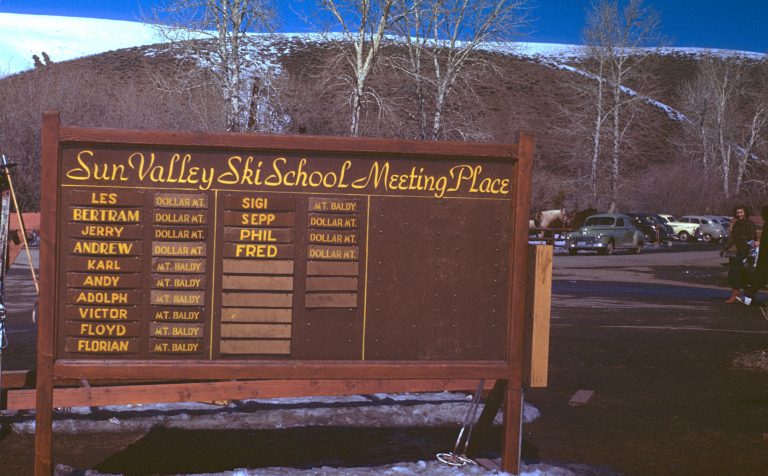 Sun Valley Ski School Meeting Place
LES DOLLAR MT.
BERTRAM DOLLAR MT.
JERRY DOLLAR MT.
ANDREW DOLLAR MT.
KARL MT. BALDY
ANDY MT. BALDY
ADOLPH MT. BALDY
VICTOR MT. BALDY
FLOYD MT. BALDY
FLORIAN MT. BALDY
SIGI MT. BALDY
SEPP DOLLAR MT.
PHIL DOLLAR MT.
FRED DOLLAR MT.